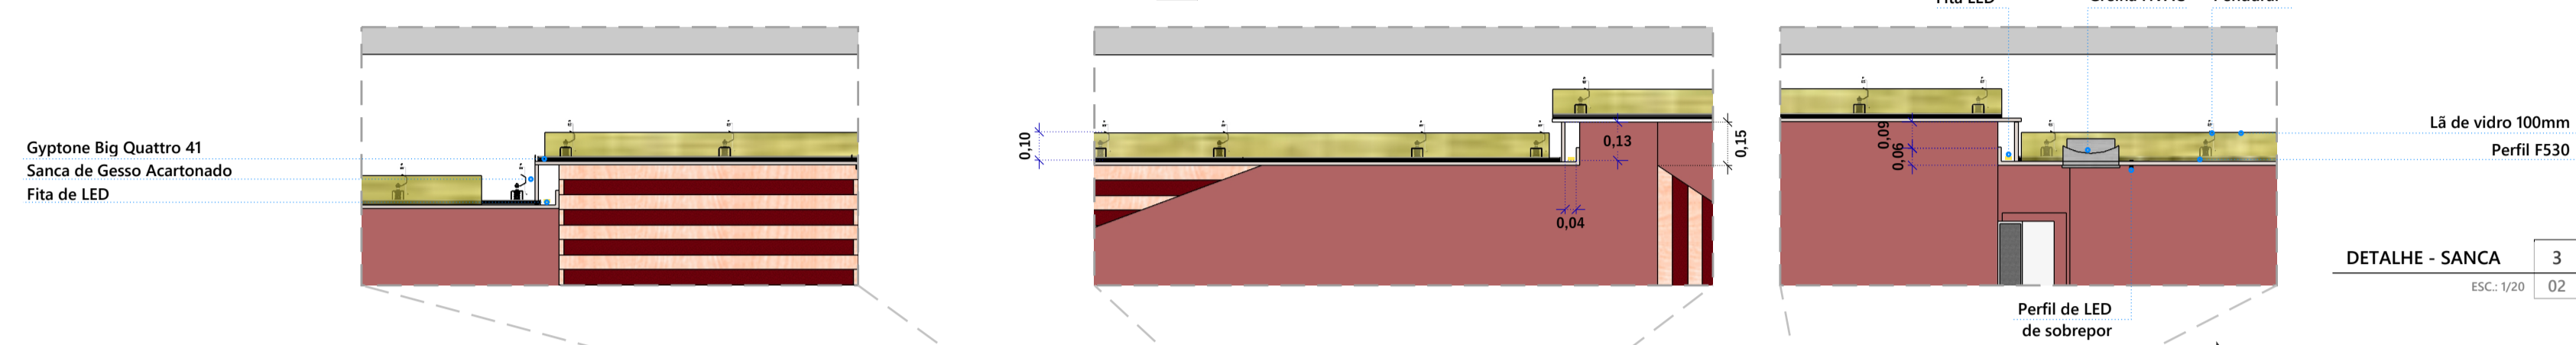 Fita LED
Gyptone Big Quattro 41
Sanca de Gesso Acartonado
Fita de LED
0,10
0,13
0,15
0,04
0,09
0,06
Lã de vidro 100mm
Perfil F530
Perfil de LED
de sobrepor
DETALHE - SANCA
3
ESC.: 1/20
02